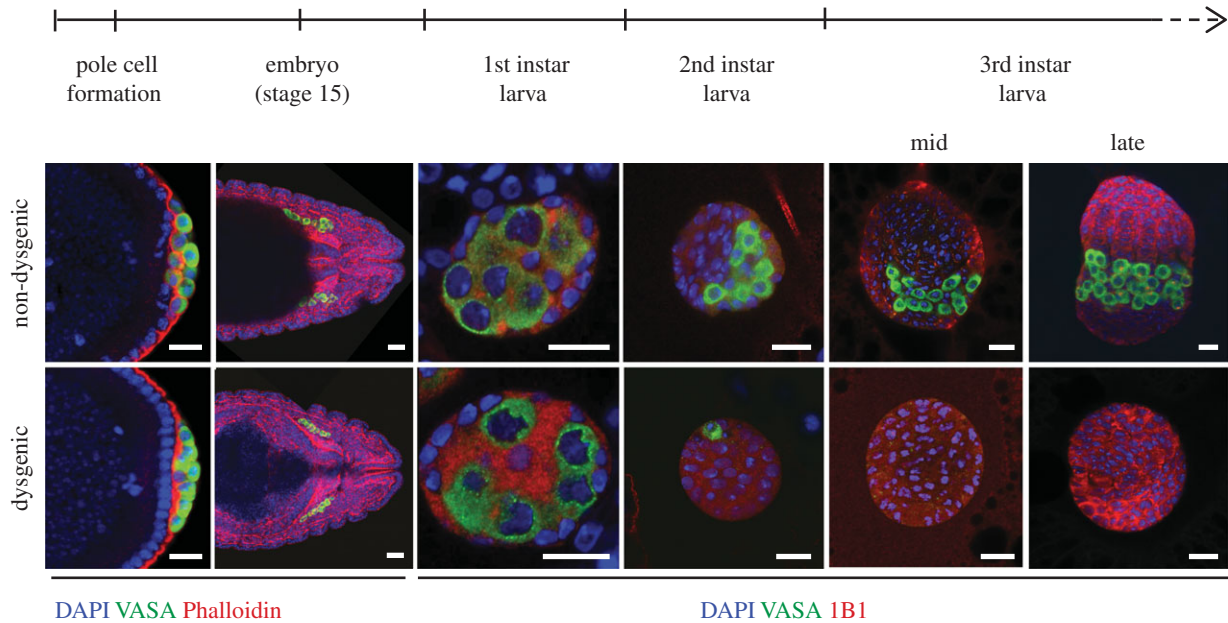 pole cell
formation
embryo
(stage 15)
1st instar
larva
2nd instar
larva
3rd instar
larva
mid
late
non-dysgenic
dysgenic
DAPI VASA Phalloidin
DAPI VASA 1B1